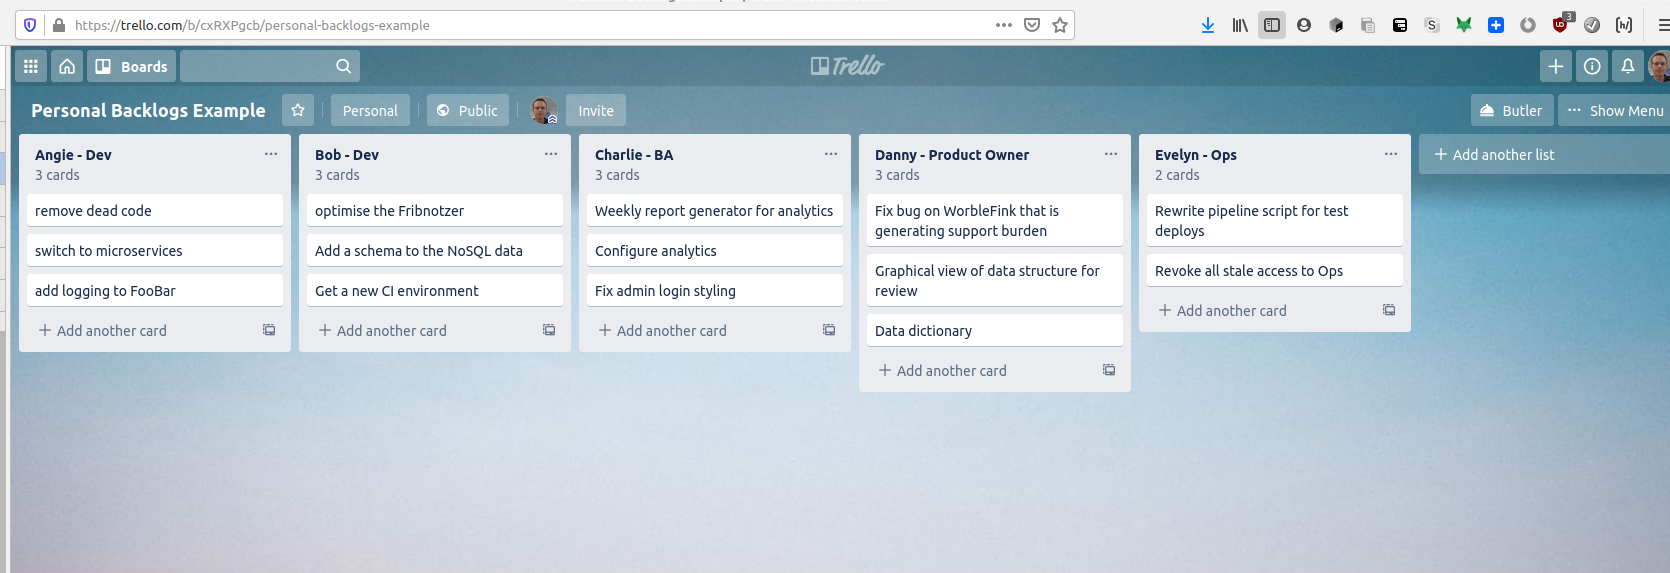 https://trello.com/b/cxRXPgcb/personal-backlogs-example
3
Boards
Trello
Personal Backlogs Example
Personal
Public
Invite
Butler
Show Menu
Angie - Dev
3 cards
remove dead code
switch to microservices
add logging to FooBar
+ Add another card
Bob - Dev
3 cards
optimise the Fribnotzer
Add a schema to the NoSQL data
Get a new CI environment
+ Add another card
Charlie - BA
3 cards
Weekly report generator for analytics
Configure analytics
Fix admin login styling
+ Add another card
Danny - Product Owner
3 cards
Fix bug on WorbleFink that is
generating support burden
Graphical view of data structure for
review
Data dictionary
+ Add another card
Evelyn - Ops
2 cards
Rewrite pipeline script for test
deploys
Revoke all stale access to Ops
+ Add another card
+ Add another list